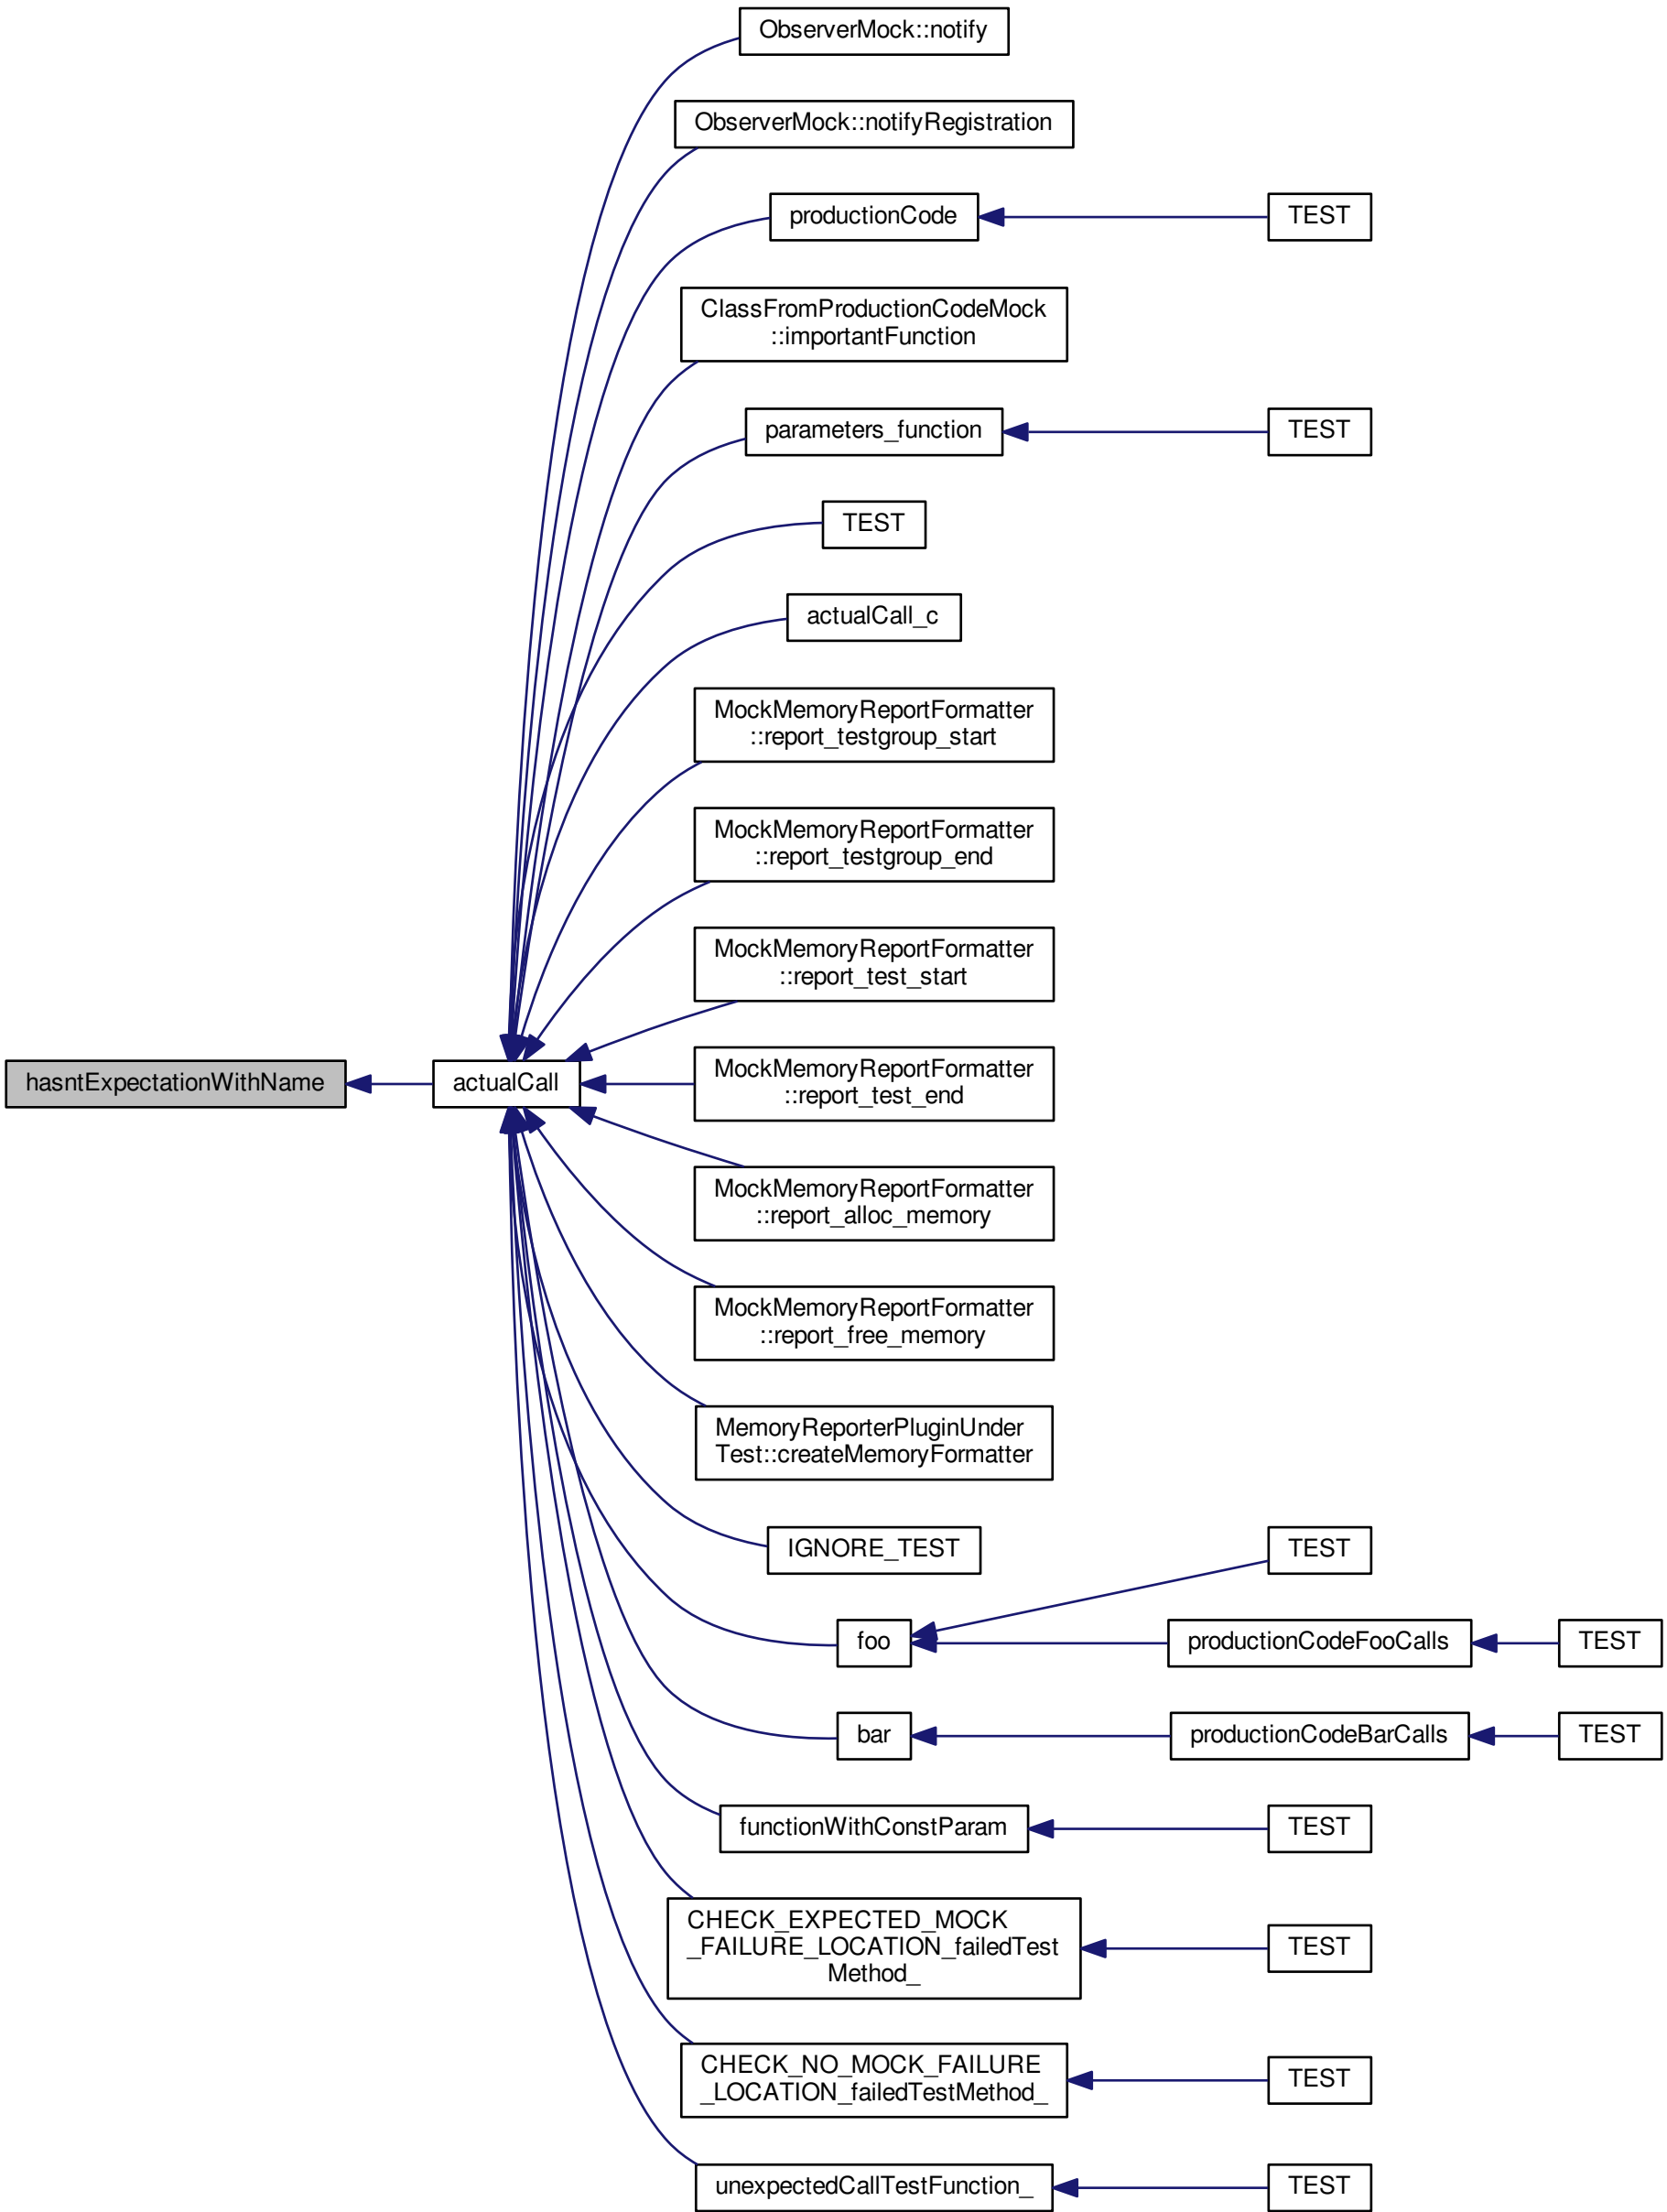 ObserverMock::notify
ObserverMock::notifyRegistration
productionCode
TEST
ClassFromProductionCodeMock
::importantFunction
parameters_function
TEST
TEST
actualCall_c
MockMemoryReportFormatter
::report_testgroup_start
MockMemoryReportFormatter
::report_testgroup_end
MockMemoryReportFormatter
::report_test_start
hasntExpectationWithName
actualCall
MockMemoryReportFormatter
::report_test_end
MockMemoryReportFormatter
::report_alloc_memory
MockMemoryReportFormatter
::report_free_memory
MemoryReporterPluginUnder
Test::createMemoryFormatter
IGNORE_TEST
TEST
foo
productionCodeFooCalls
TEST
bar
productionCodeBarCalls
TEST
functionWithConstParam
TEST
CHECK_EXPECTED_MOCK
_FAILURE_LOCATION_failedTest
Method_
TEST
CHECK_NO_MOCK_FAILURE
_LOCATION_failedTestMethod_
TEST
unexpectedCallTestFunction_
TEST